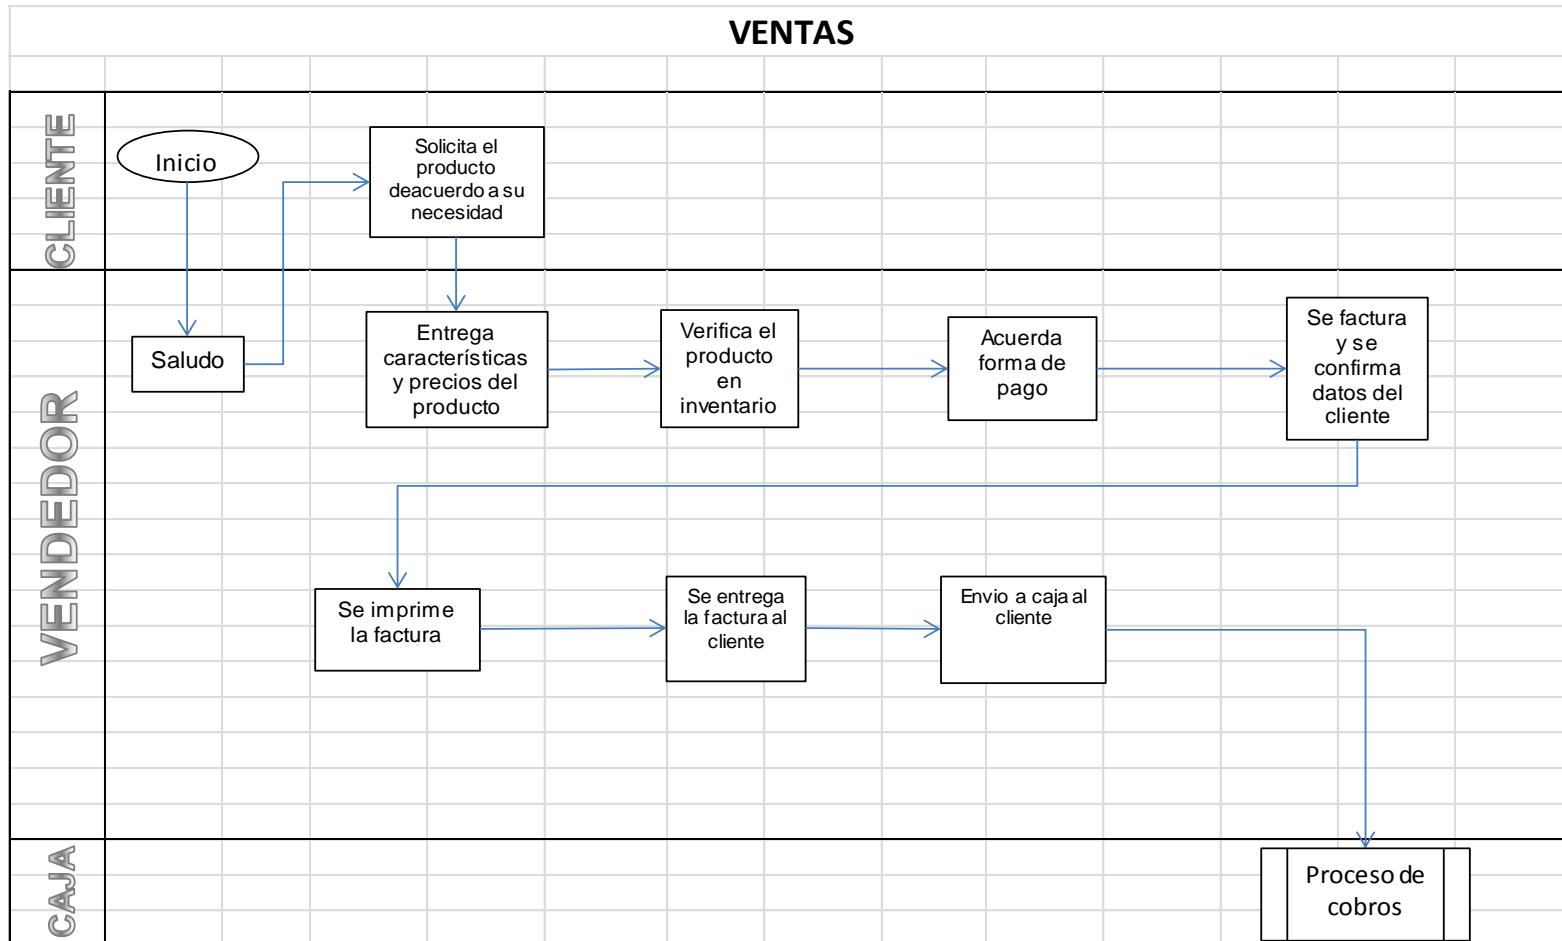 VENTAS
CLIENTE
Inicio
Solicita el
producto
deacuerdo a su
necesidad
VENDEDOR
Saludo
Entrega
características
y precios del
producto
Verifica el
producto
en
inventario
Acuerda
forma de
pago
Se factura
y se
confirma
datos del
cliente
Se imprime
la factura
Se entrega
la factura al
cliente
Envio a caja al
cliente
CAJA
Proceso de
cobros